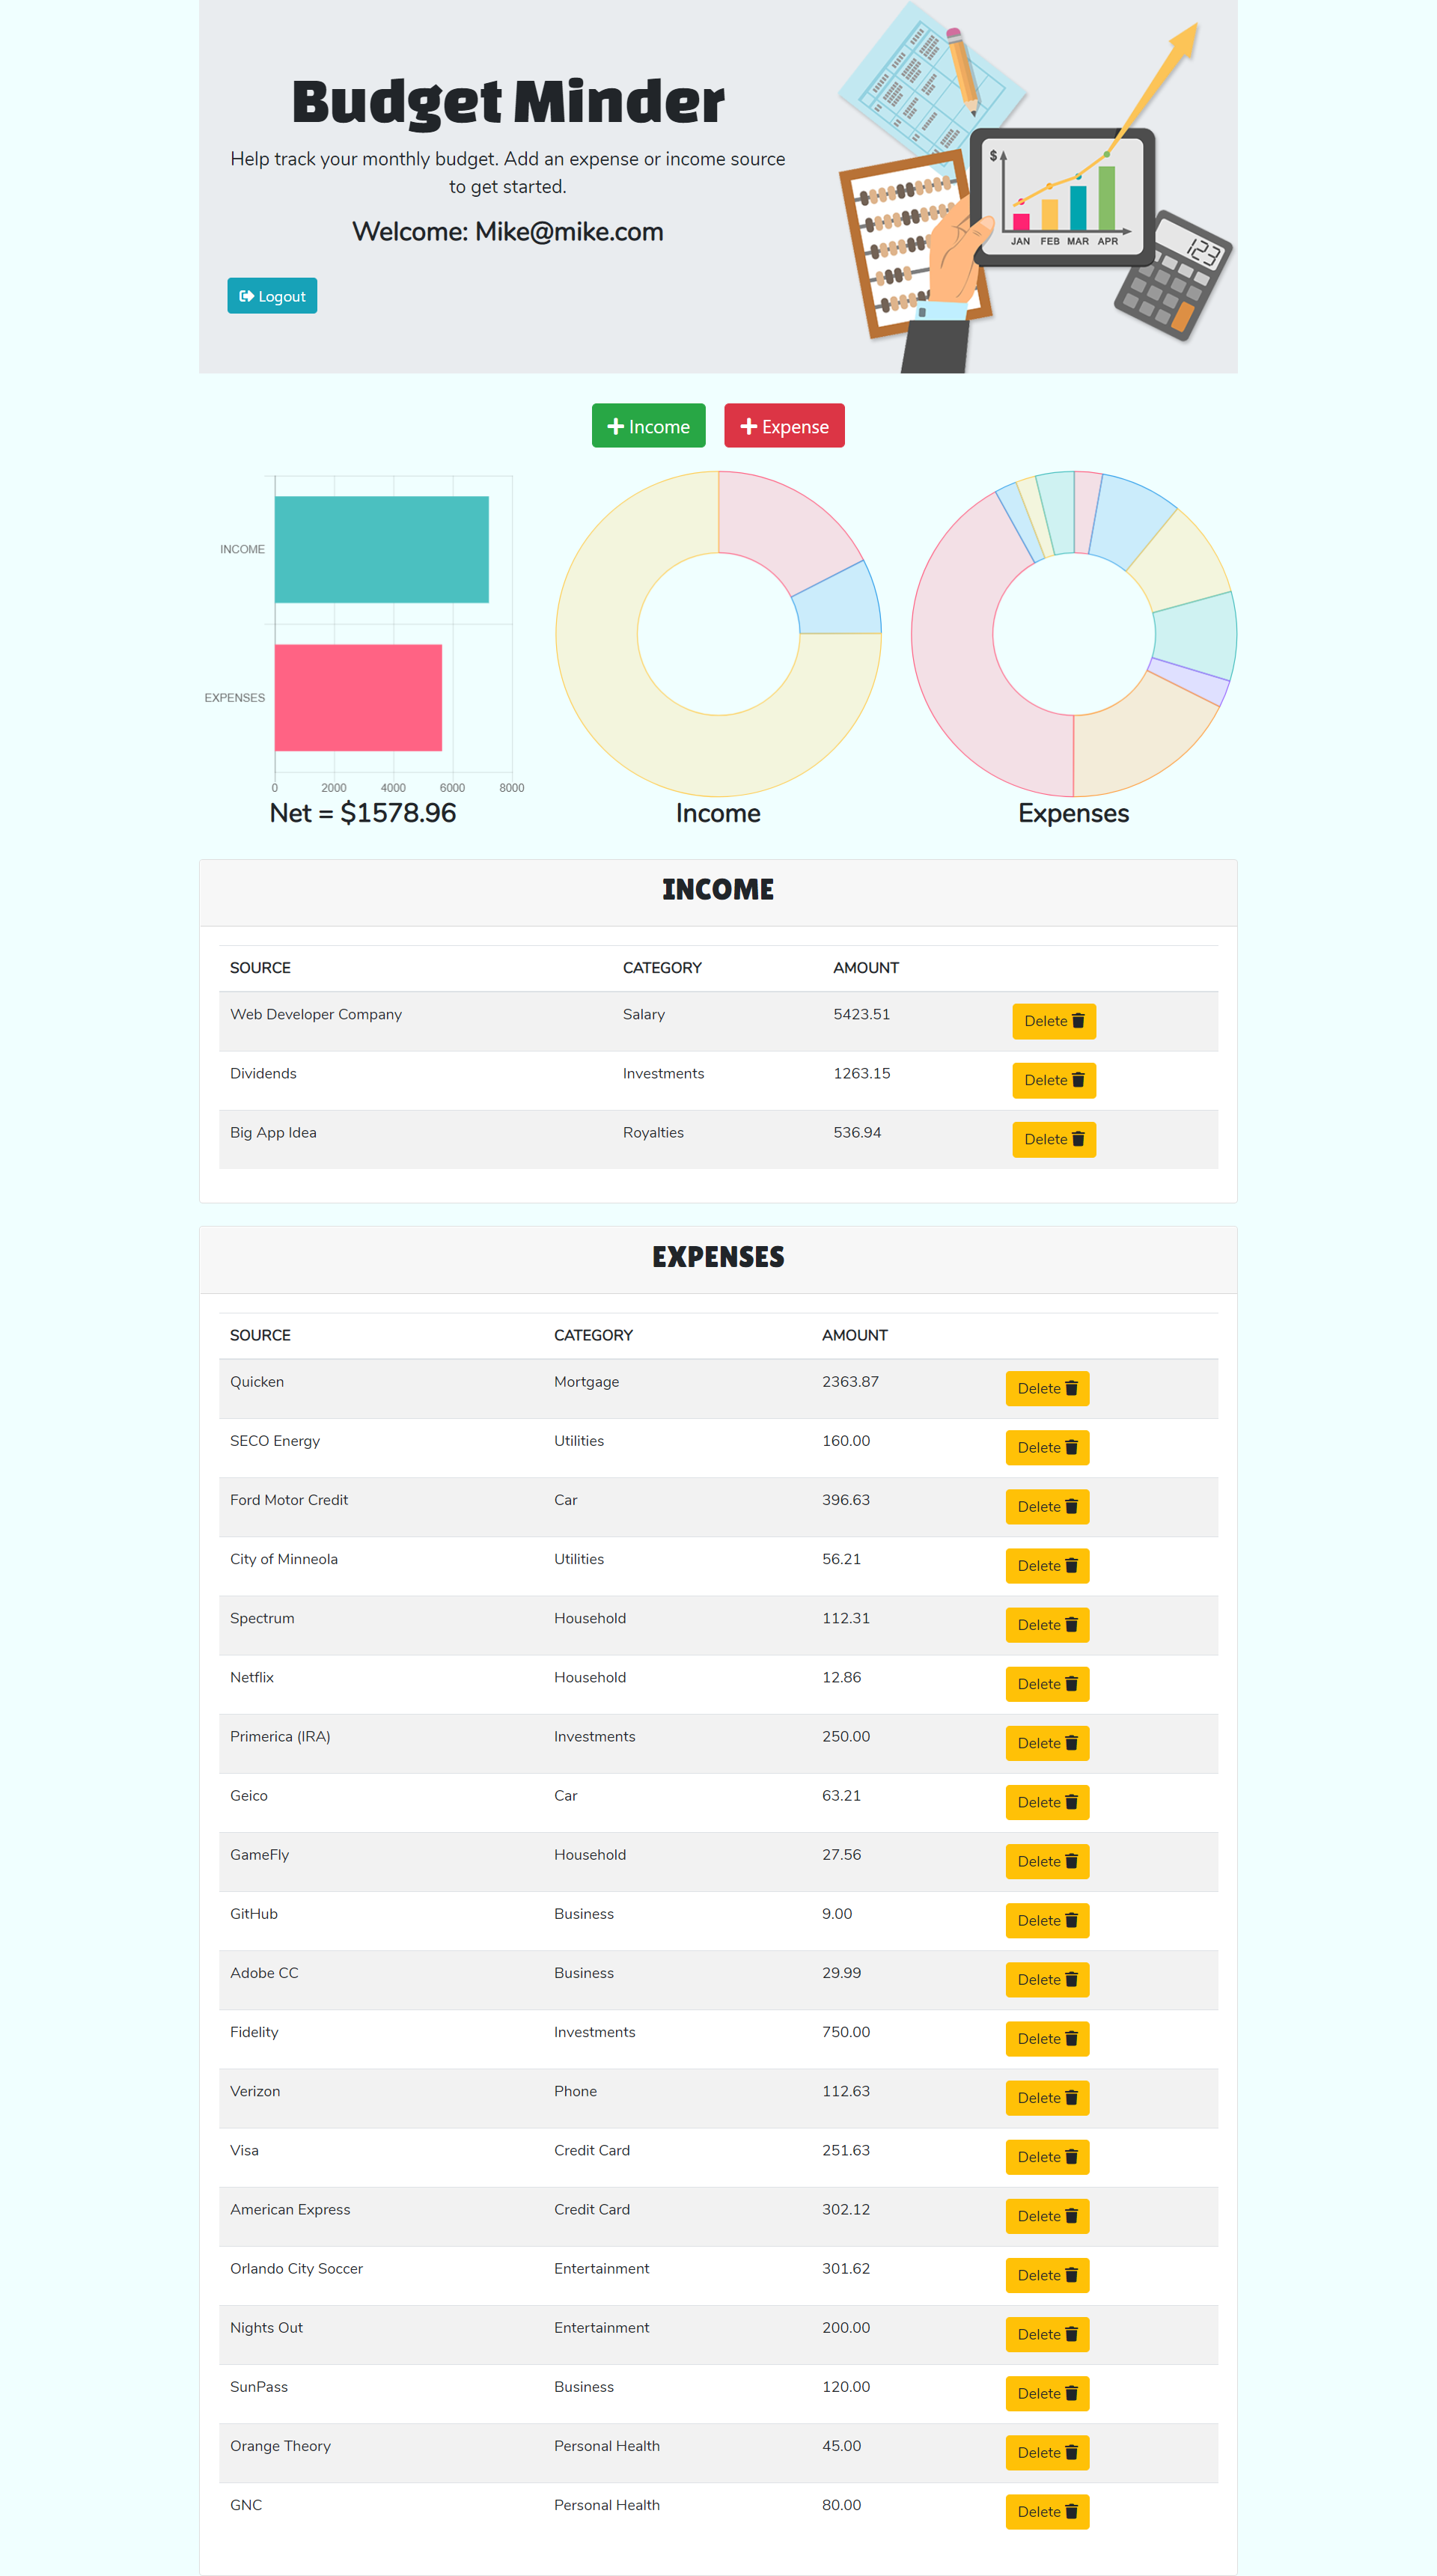 Budget Minder
Help track your monthly budget. Add an expense or income source
to get started.
Welcome: Mike@mike.com
Logout
$
JAN FEB MAR APR
123
Income
Expense
INCOME
EXPENSES
0 2000 4000 6000 8000
Net = $1578.96
Income
Expenses
INCOME
SOURCE CATEGORY AMOUNT
Web Developer Company Salary 5423.51 Delete
Dividends Investments 1263.15 Delete
Big App Idea Royalties 536.94 Delete
EXPENSES
SOURCE CATEGORY AMOUNT
Quicken Mortgage 2363.87 Delete
SECO Energy Utilities 160.00 Delete
Ford Motor Credit Car 396.63 Delete
City of Minneola Utilities 56.21 Delete
Spectrum Household 112.31 Delete
Netflix Household 12.86 Delete
Primerica (IRA) Investments 250.00 Delete
Geico Car 63.21 Delete
GameFly Household 27.56 Delete
GitHub Business 9.00 Delete
Adobe CC Business 29.99 Delete
Fidelity Investments 750.00 Delete
Verizon Phone 112.63 Delete
Visa Credit Card 251.63 Delete
American Express Credit Card 302.12 Delete
Orlando City Soccer Entertainment 301.62 Delete
Nights Out Entertainment 200.00 Delete
SunPass Business 120.00 Delete
Orange Theory Personal Health 45.00 Delete
GNC Personal Health 80.00 Delete